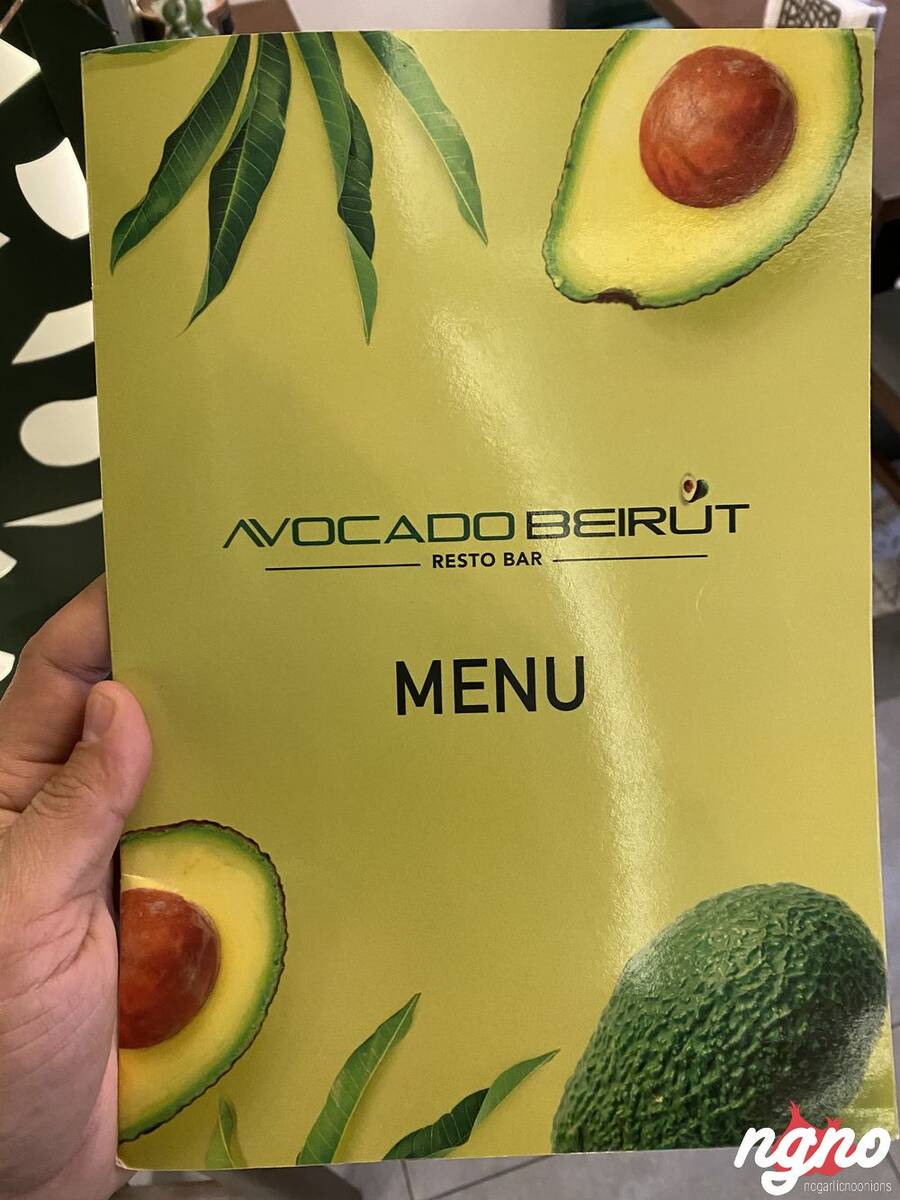 AVOCADO BEIRUT
RESTO BAR
MENU
ngno
nogarlicnoonions